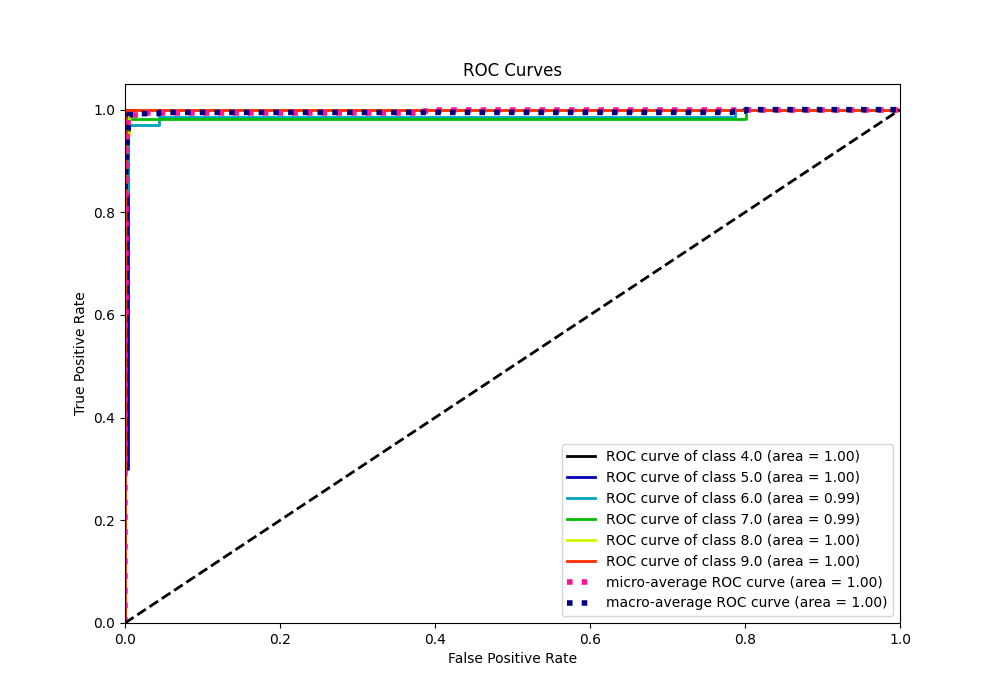 ROC Curves
1.0
0.8
0.6
0.4
0.2
0.0
True Positive Rate
0.0 0.2 0.4 0.6 0.8 1.0
False Positive Rate
ROC curve of class 4.0 (area = 1.00)
ROC curve of class 5.0 (area = 1.00)
ROC curve of class 6.0 (area = 0.99)
ROC curve of class 7.0 (area = 0.99)
ROC curve of class 8.0 (area = 1.00)
ROC curve of class 9.0 (area = 1.00)
micro-average ROC curve (area = 1.00)
macro-average ROC curve (area = 1.00)